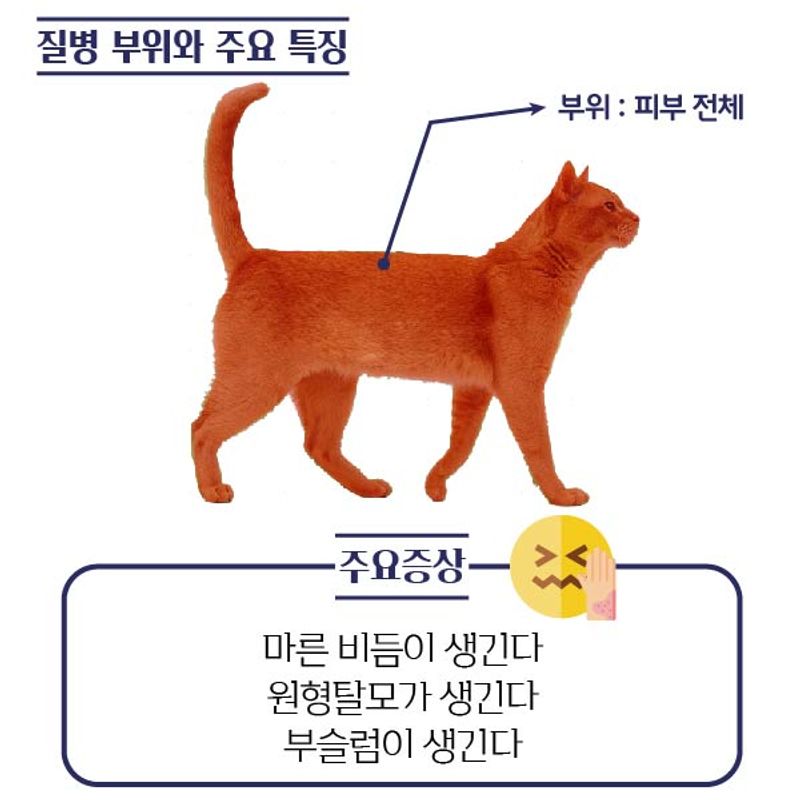 질병 부위와 주요 특징
부위 : 피부 전체
주요증상
마른 비듬이 생긴다
원형탈모가 생긴다
부슬럼이 생긴다